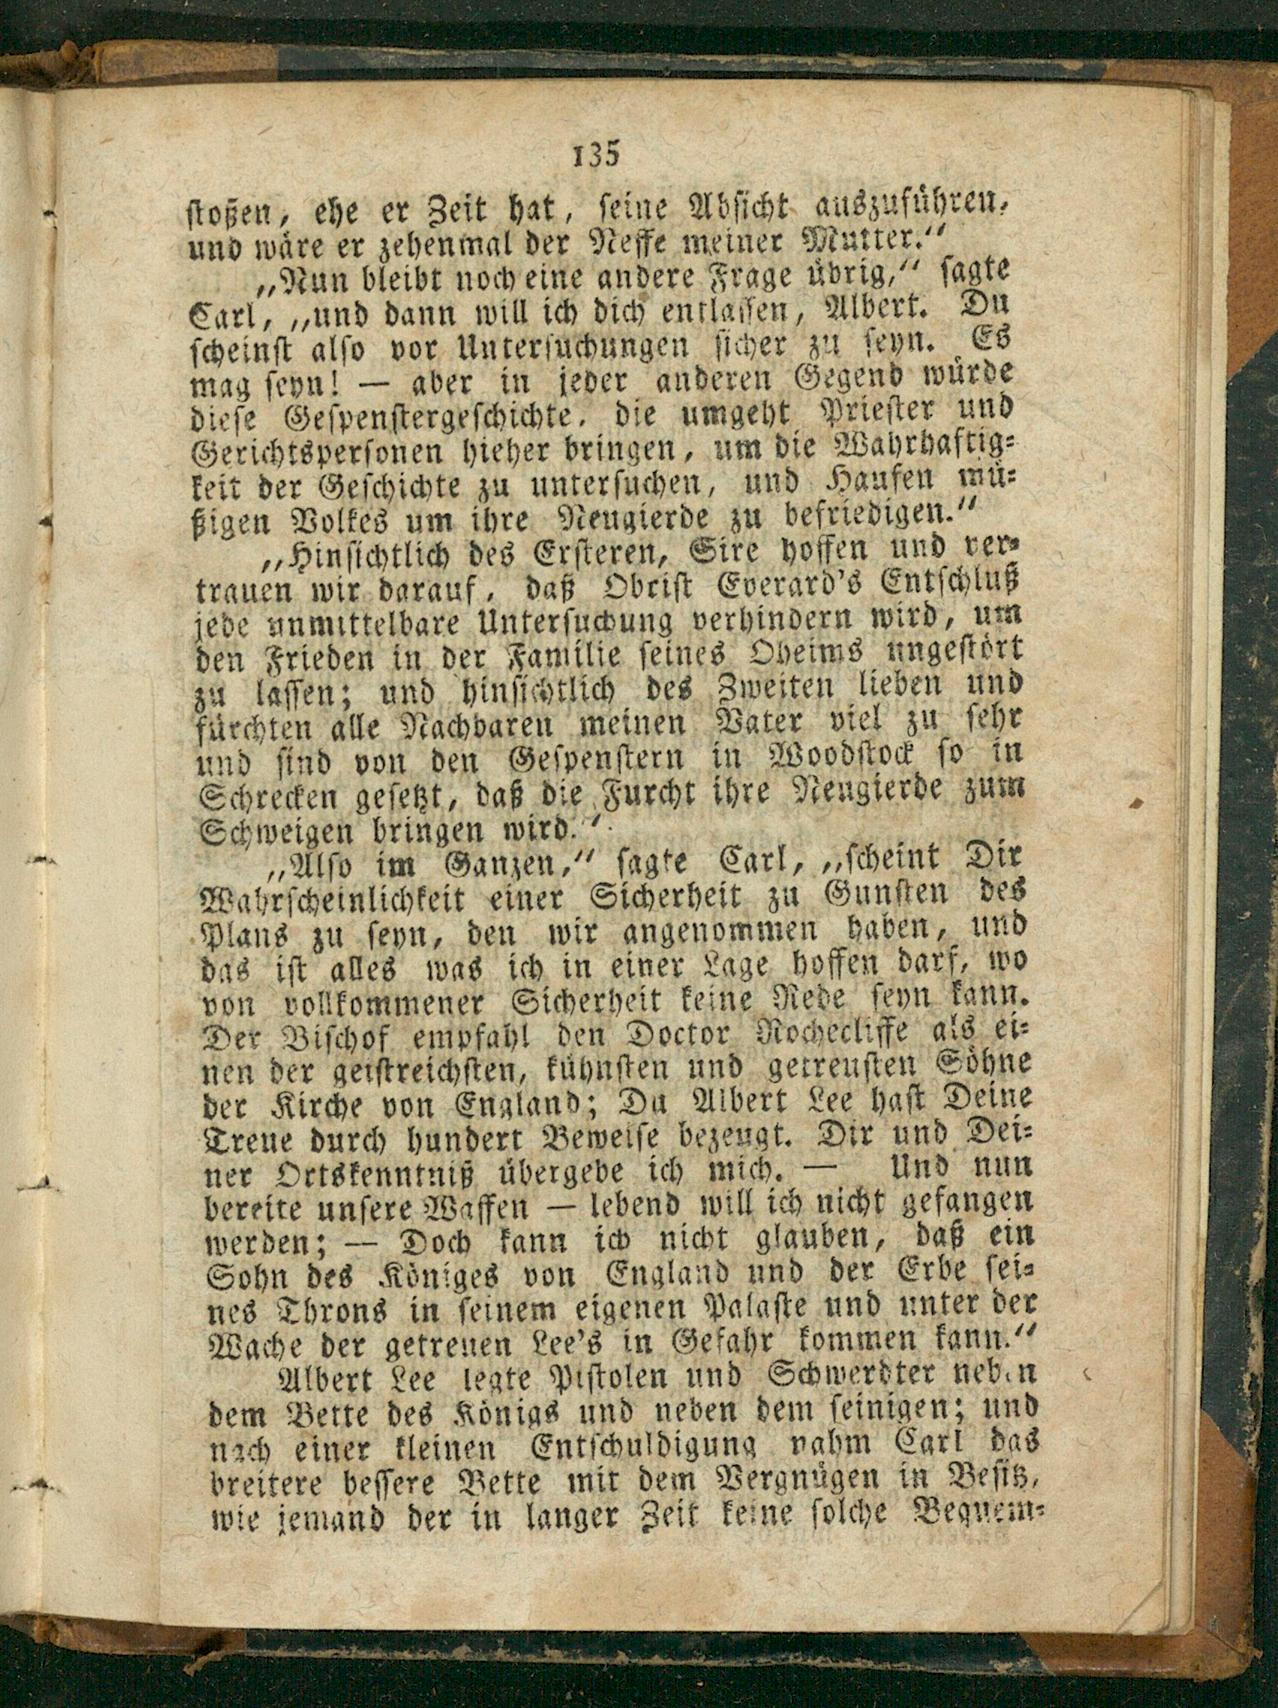 135
stoßen, ehe er Zeit hat, seine Absicht auszuführen,
und wäre er zehenmal der Neffe meiner Mutter.“
„Nun bleibt noch eine andere Frage übrig,“ sagte
Carl, „und dann will ich dich entlassen, Albert. Du
scheinst also vor Untersuchungen sicher zu seyn. Es
mag seyn! — aber in jeder anderen Gegend würde
diese Gespenstergeschichte, die umgeht Priester und
Gerichtspersonen hieher bringen, um die Wahrhaftig-
keit der Geschichte zu untersuchen, und Haufen mü-
ßigen Volkes um ihre Neugierde zu befriedigen.“
„Hinsichtlich des Ersteren, Sire hoffen und ver-
trauen wir darauf, daß Obrist Everard's Entschluß
jede unmittelbare Untersuchung verhindern wird, um
den Frieden in der Familie seines Oheims ungestört
zu lassen; und hinsichtlich des Zweiten lieben und
fürchten alle Nachbaren meinen Vater viel zu sehr
und sind von den Gespenstern in Woodstock so in
Schrecken gesetzt, daß die Furcht ihre Neugierde zum
Schweigen bringen wird.“
„Also im Ganzen,“ sagte Carl, „scheint Dir
Wahrscheinlichkeit einer Sicherheit zu Gunsten des
Plans zu seyn, den wir angenommen haben, und
das ist alles was ich in einer Lage hoffen darf, wo
von vollkommener Sicherheit keine Rede seyn kann.
Der Bischof empfahl den Doctor Rochecliffe als ei-
nen der geistreichsten, kühnsten und getreusten Söhne
der Kirche von England; Du Albert Lee hast Deine
Treue durch hundert Beweise bezeugt. Dir und Dei-
ner Ortskenntniß übergebe ich mich. — Und nun
bereite unsere Waffen — lebend will ich nicht gefangen
werden; — Doch kann ich nicht glauben, daß ein
Sohn des Königes von England und der Erbe sei-
nes Throns in seinem eigenen Palaste und unter der
Wache der getreuen Lee's in Gefahr kommen kann.“
Albert Lee legte Pistolen und Schwerdter neben
dem Bette des Königs und neben dem seinigen; und
nach einer kleinen Entschuldigung nahm Carl das
breitere bessere Bette mit dem Vergnügen in Besitz,
wie jemand der in langer Zeit keine solche Bequem-